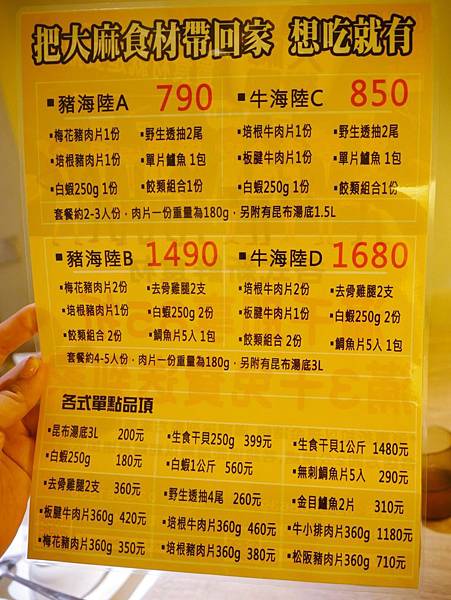 把大麻食材帶回家 想吃就有
▪豬海陸A 790
▪梅花豬肉片1份 ▪野生透抽2尾
▪培根豬肉片1份 ▪單片鱸魚 1包
▪白蝦250g 1份 ▪餃類組合1份
▪牛海陸C 850
▪培根牛肉片1份 ▪野生透抽2尾
▪板腱牛肉片1份 ▪單片鱸魚 1包
▪白蝦250g 1份 ▪餃類組合1份
套餐約2-3人份，肉片一份重量為180g，另附有昆布湯底1.5L
▪豬海陸B 1490
▪梅花豬肉片2份 ▪去骨雞腿2支
▪培根豬肉片1份 ▪白蝦250g 2份
▪餃類組合 2份 ▪鯛魚片5入 1包
▪牛海陸D 1680
▪培根牛肉片2份 ▪去骨雞腿2支
▪板腱牛肉片1份 ▪白蝦250g 2份
▪餃類組合 2份 ▪鯛魚片5入 1包
套餐約4-5人份，肉片一份重量為180g，另附有昆布湯底3L
各式單點品項
▪昆布湯底3L 200元 ▪生食干貝250g 399元 ▪生食干貝1公斤 1480元
▪白蝦250g 180元 ▪白蝦1公斤 560元 ▪無刺鯛魚片5入 290元
▪去骨雞腿2支 360元 ▪野生透抽4尾 260元 ▪金目鱸魚2片 310元
▪板腱牛肉片360g 420元 ▪培根牛肉片360g 460元 ▪牛小排肉片360g 1180元
▪梅花豬肉片360g 350元 ▪培根豬肉片360g 380元 ▪松阪豬肉片360g 710元